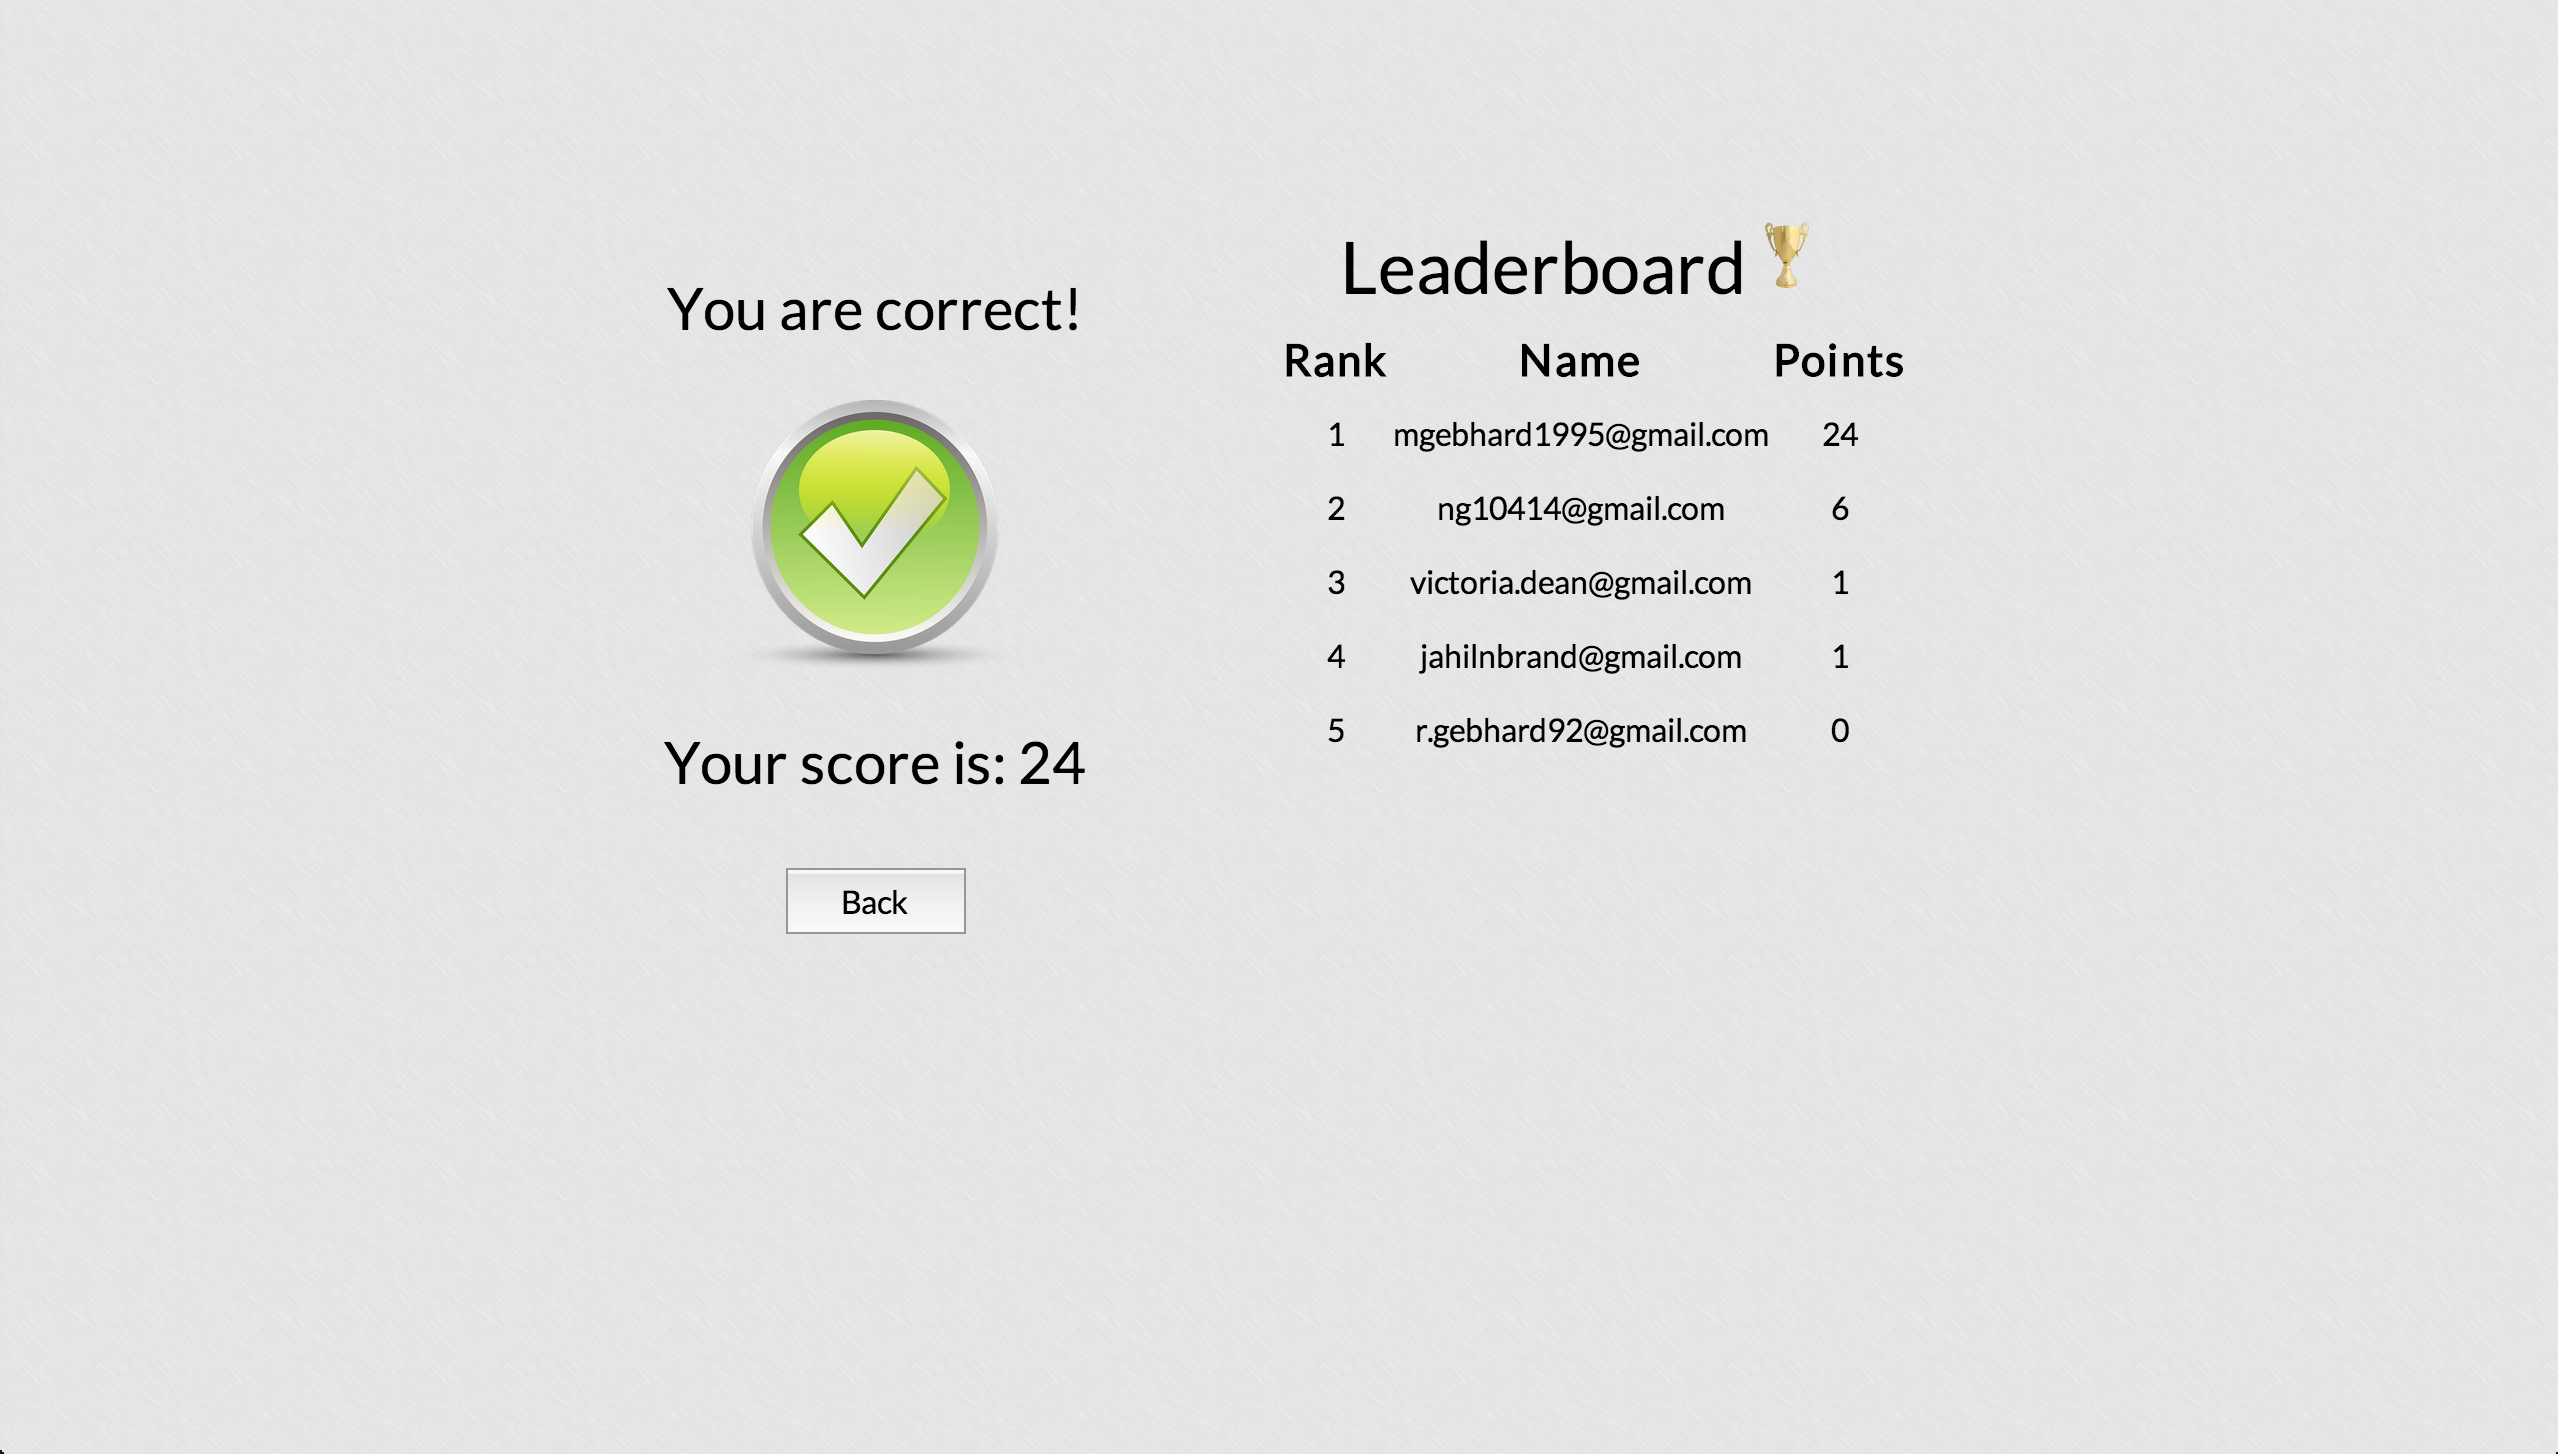 You are correct!
Your score is: 24
Back
Leaderboard
Rank Name Points
1 mgebhard1995@gmail.com 24
2 ng10414@gmail.com 6
3 victoria.dean@gmail.com 1
4 jahilnbrand@gmail.com 1
5 r.gebhard92@gmail.com 0